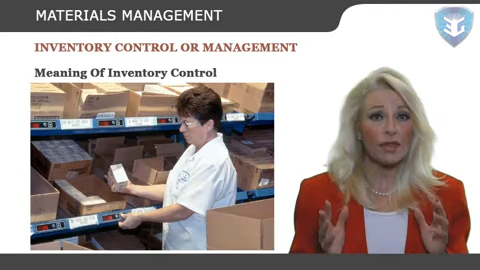 MATERIALS MANAGEMENT
INVENTORY CONTROL OR MANAGEMENT
Meaning Of Inventory Control